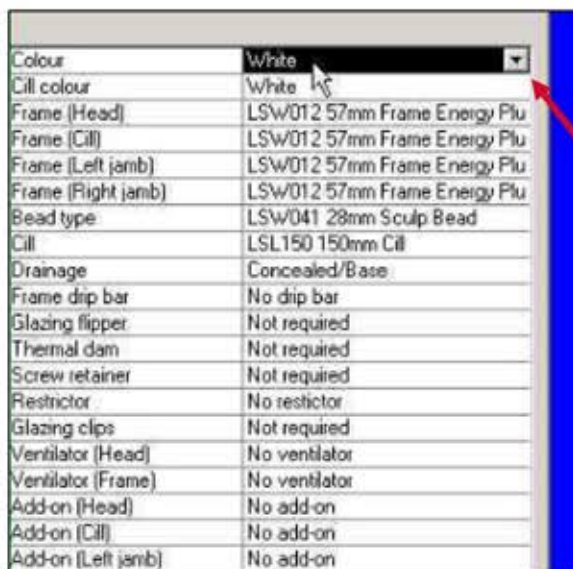 Colour White
Cill colour White
Frame (Head) LSW012 57mm Frame Energy Plu
Frame (Cill) LSW012 57mm Frame Energy Plu
Frame (Left jamb) LSW012 57mm Frame Energy Plu
Frame (Right jamb) LSW012 57mm Frame Energy Plu
Bead type LSW041 28mm Sculp Bead
Cill LSL150 150mm Cill
Drainage Concealed/Base
Frame drip bar No drip bar
Glazing flipper Not required
Thermal dam Not required
Screw retainer Not required
Restrictor No restictor
Glazing clips Not required
Ventilator (Head) No ventilator
Ventilator (Frame) No ventilator
Add-on (Head) No add-on
Add-on (Cill) No add-on
Add-on (Left jamb) No add-on